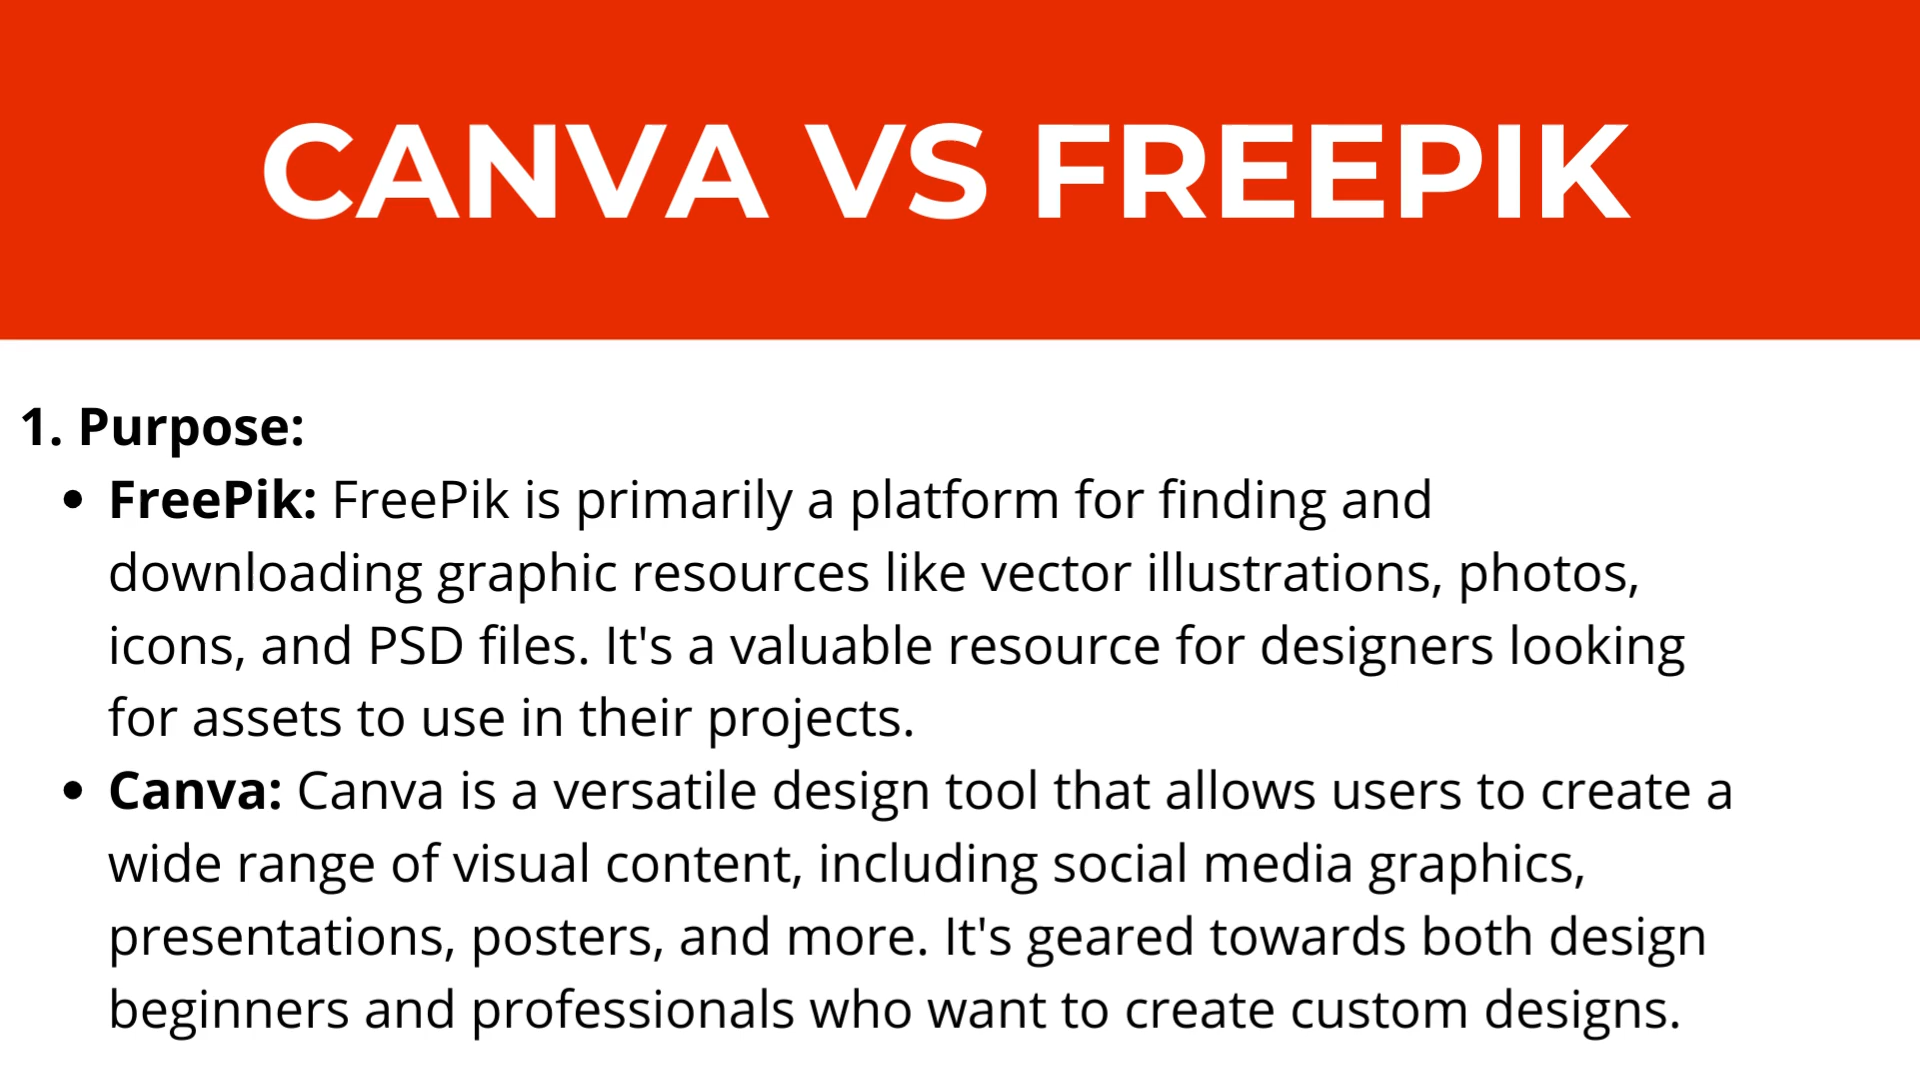 CANVA VS FREEPIK
1. Purpose:
• FreePik: FreePik is primarily a platform for finding and
downloading graphic resources like vector illustrations, photos,
icons, and PSD files. It's a valuable resource for designers looking
for assets to use in their projects.
• Canva: Canva is a versatile design tool that allows users to create a
wide range of visual content, including social media graphics,
presentations, posters, and more. It's geared towards both design
beginners and professionals who want to create custom designs.